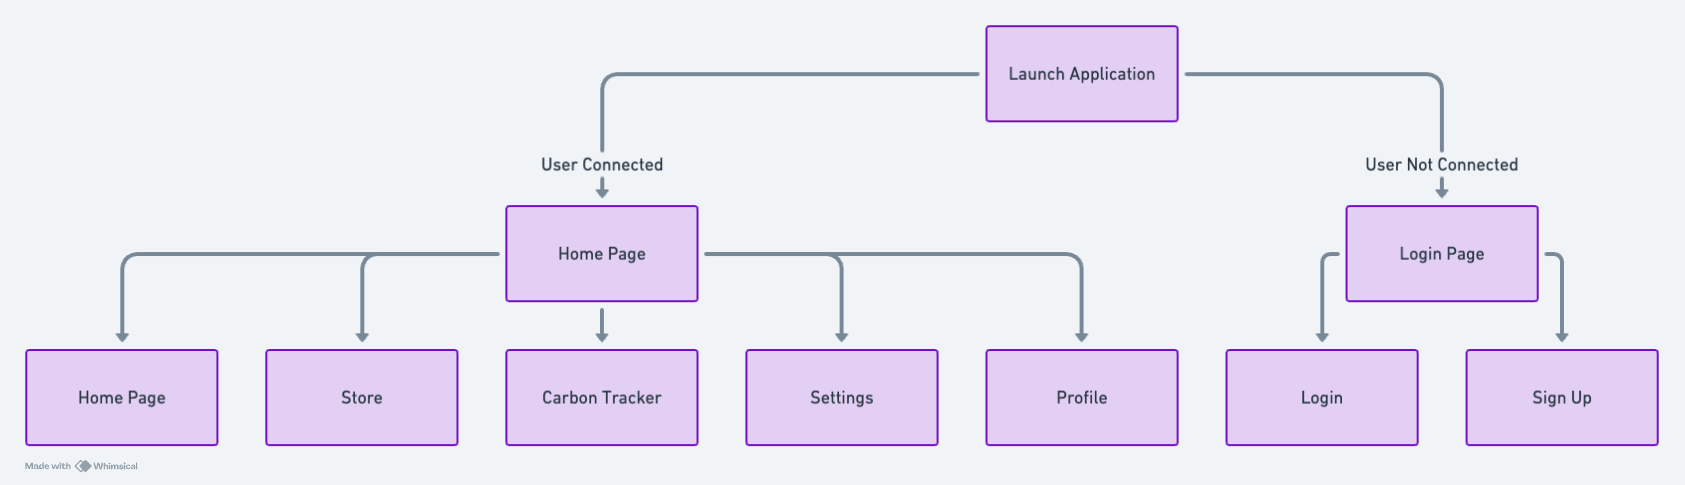 Launch Application
User Connected
User Not Connected
Home Page
Login Page
Home Page
Store
Carbon Tracker
Settings
Profile
Login
Sign Up
Made with Whimsical